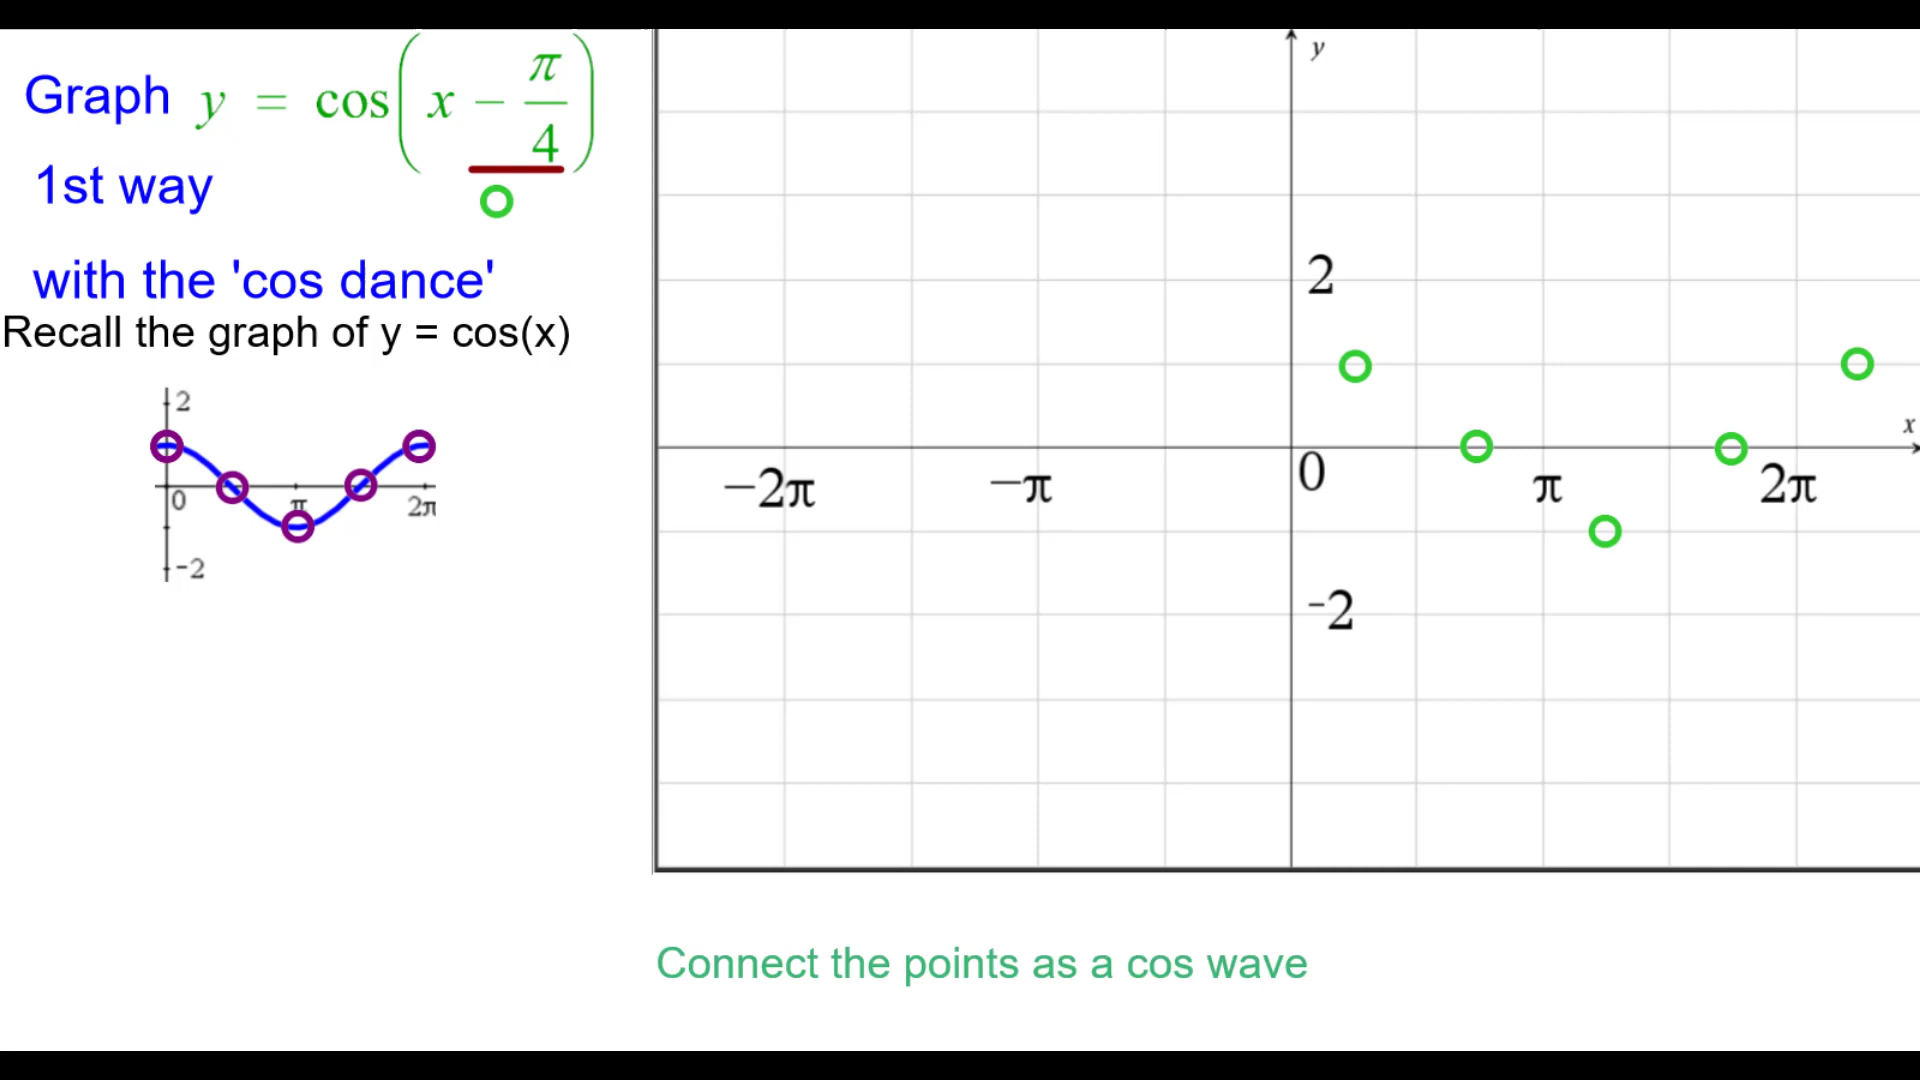 Graph y = cos(x − π/4)
1st way
with the 'cos dance'
Recall the graph of y = cos(x)
2
0
π
2π
-2
y
2
x
−2π
−π
0
π
2π
-2
Connect the points as a cos wave